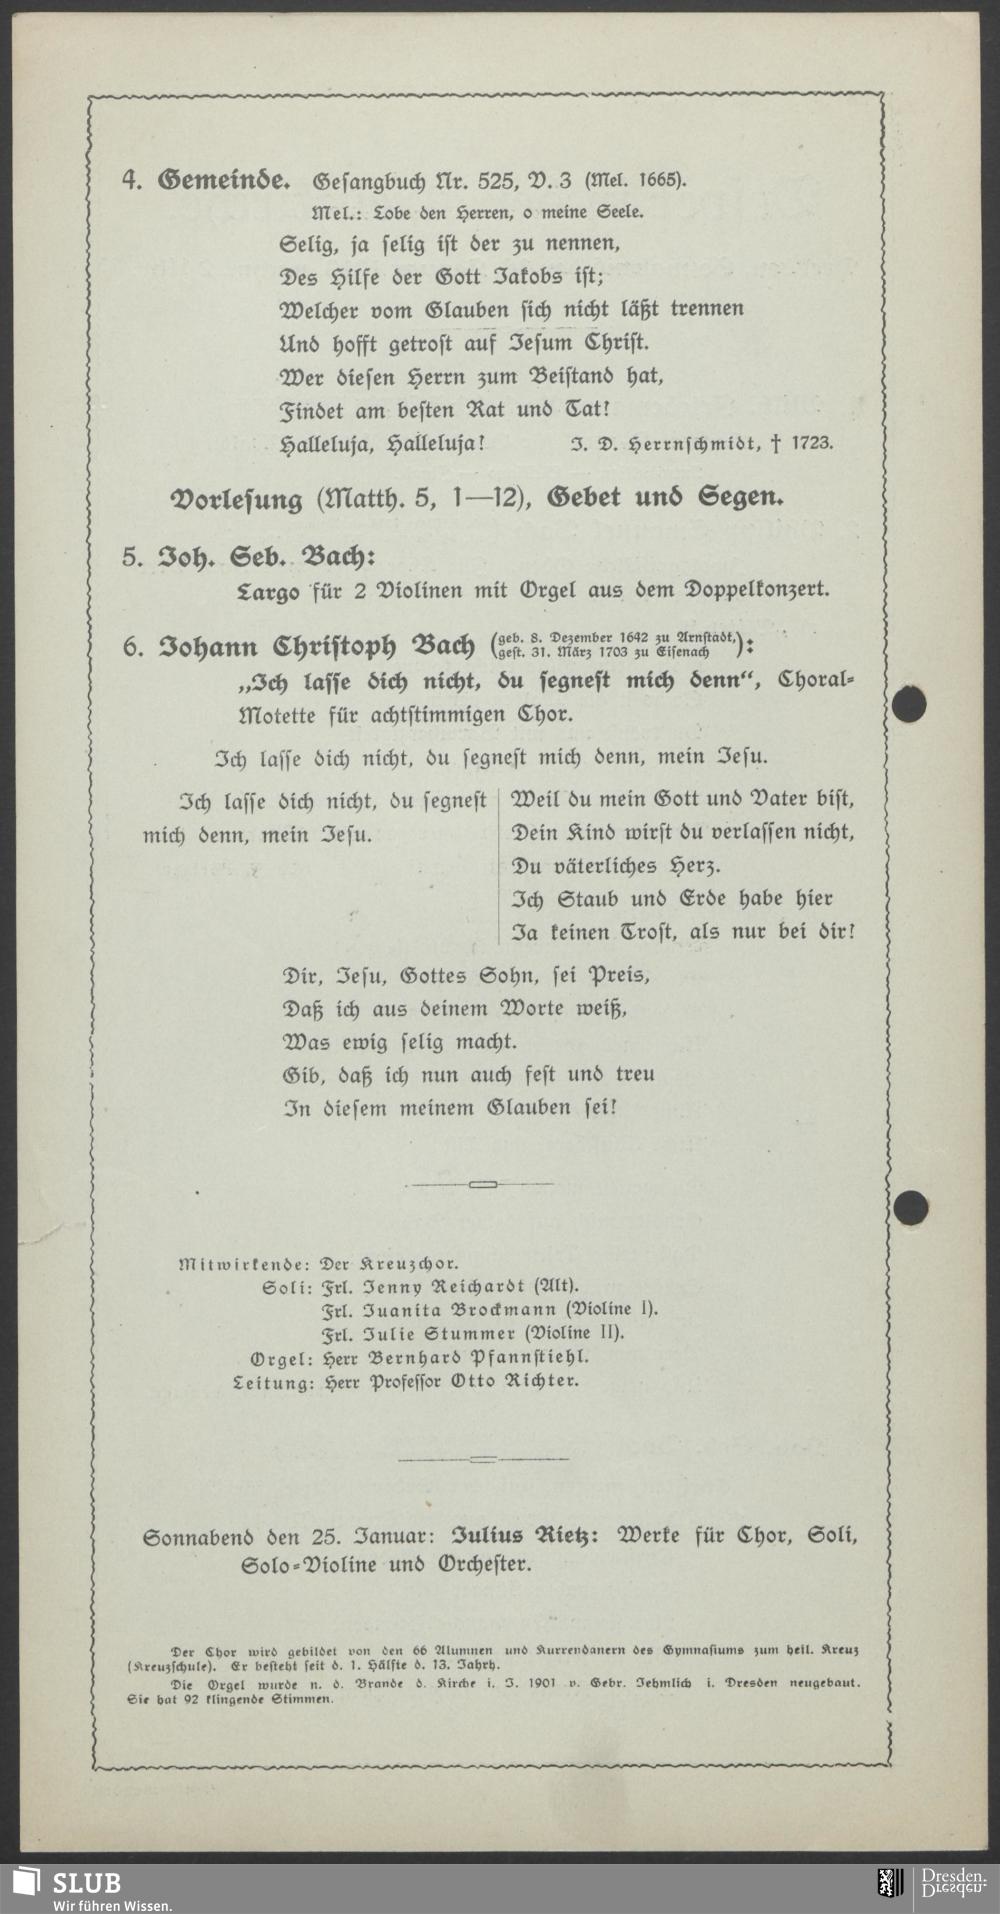 4. Gemeinde. Gesangbuch Nr. 525, V. 3 (Mel. 1665).
Mel.: Lobe den Herren, o meine Seele.
Selig, ja selig ist der zu nennen,
Des Hilfe der Gott Jakobs ist;
Welcher vom Glauben sich nicht läßt trennen
Und hofft getrost auf Jesum Christ.
Wer diesen Herrn zum Beistand hat,
Findet am besten Rat und Tat!
Halleluja, Halleluja! J. D. Herrnschmidt, † 1723.
Vorlesung (Matth. 5, 1—12), Gebet und Segen.
5. Joh. Seb. Bach:
Largo für 2 Violinen mit Orgel aus dem Doppelkonzert.
6. Johann Christoph Bach (geb. 8. Dezember 1642 zu Arnstadt,
gest. 31. März 1703 zu Eisenach):
„Ich lasse dich nicht, du segnest mich denn“, Choral-
Motette für achtstimmigen Chor.
Ich lasse dich nicht, du segnest mich denn, mein Jesu.
Ich lasse dich nicht, du segnest
mich denn, mein Jesu.
Weil du mein Gott und Vater bist,
Dein Kind wirst du verlassen nicht,
Du väterliches Herz.
Ich Staub und Erde habe hier
Ja keinen Trost, als nur bei dir!
Dir, Jesu, Gottes Sohn, sei Preis,
Daß ich aus deinem Worte weiß,
Was ewig selig macht.
Gib, daß ich nun auch fest und treu
In diesem meinem Glauben sei!
Mitwirkende: Der Kreuzchor.
Soli: Frl. Jenny Reichardt (Alt).
Frl. Juanita Brockmann (Violine I).
Frl. Julie Stummer (Violine II).
Orgel: Herr Bernhard Pfannstiehl.
Leitung: Herr Professor Otto Richter.
Sonnabend den 25. Januar: Julius Rietz: Werke für Chor, Soli,
Solo-Violine und Orchester.
Der Chor wird gebildet von den 66 Alumnen und Kurrendanern des Gymnasiums zum heil. Kreuz
(Kreuzschule). Er besteht seit d. 1. Hälfte d. 13. Jahrh.
Die Orgel wurde n. d. Brande d. Kirche i. J. 1901 v. Gebr. Jehmlich i. Dresden neugebaut.
Sie hat 92 klingende Stimmen.
SLUB
Wir führen Wissen.
Dresden.
Dresden.